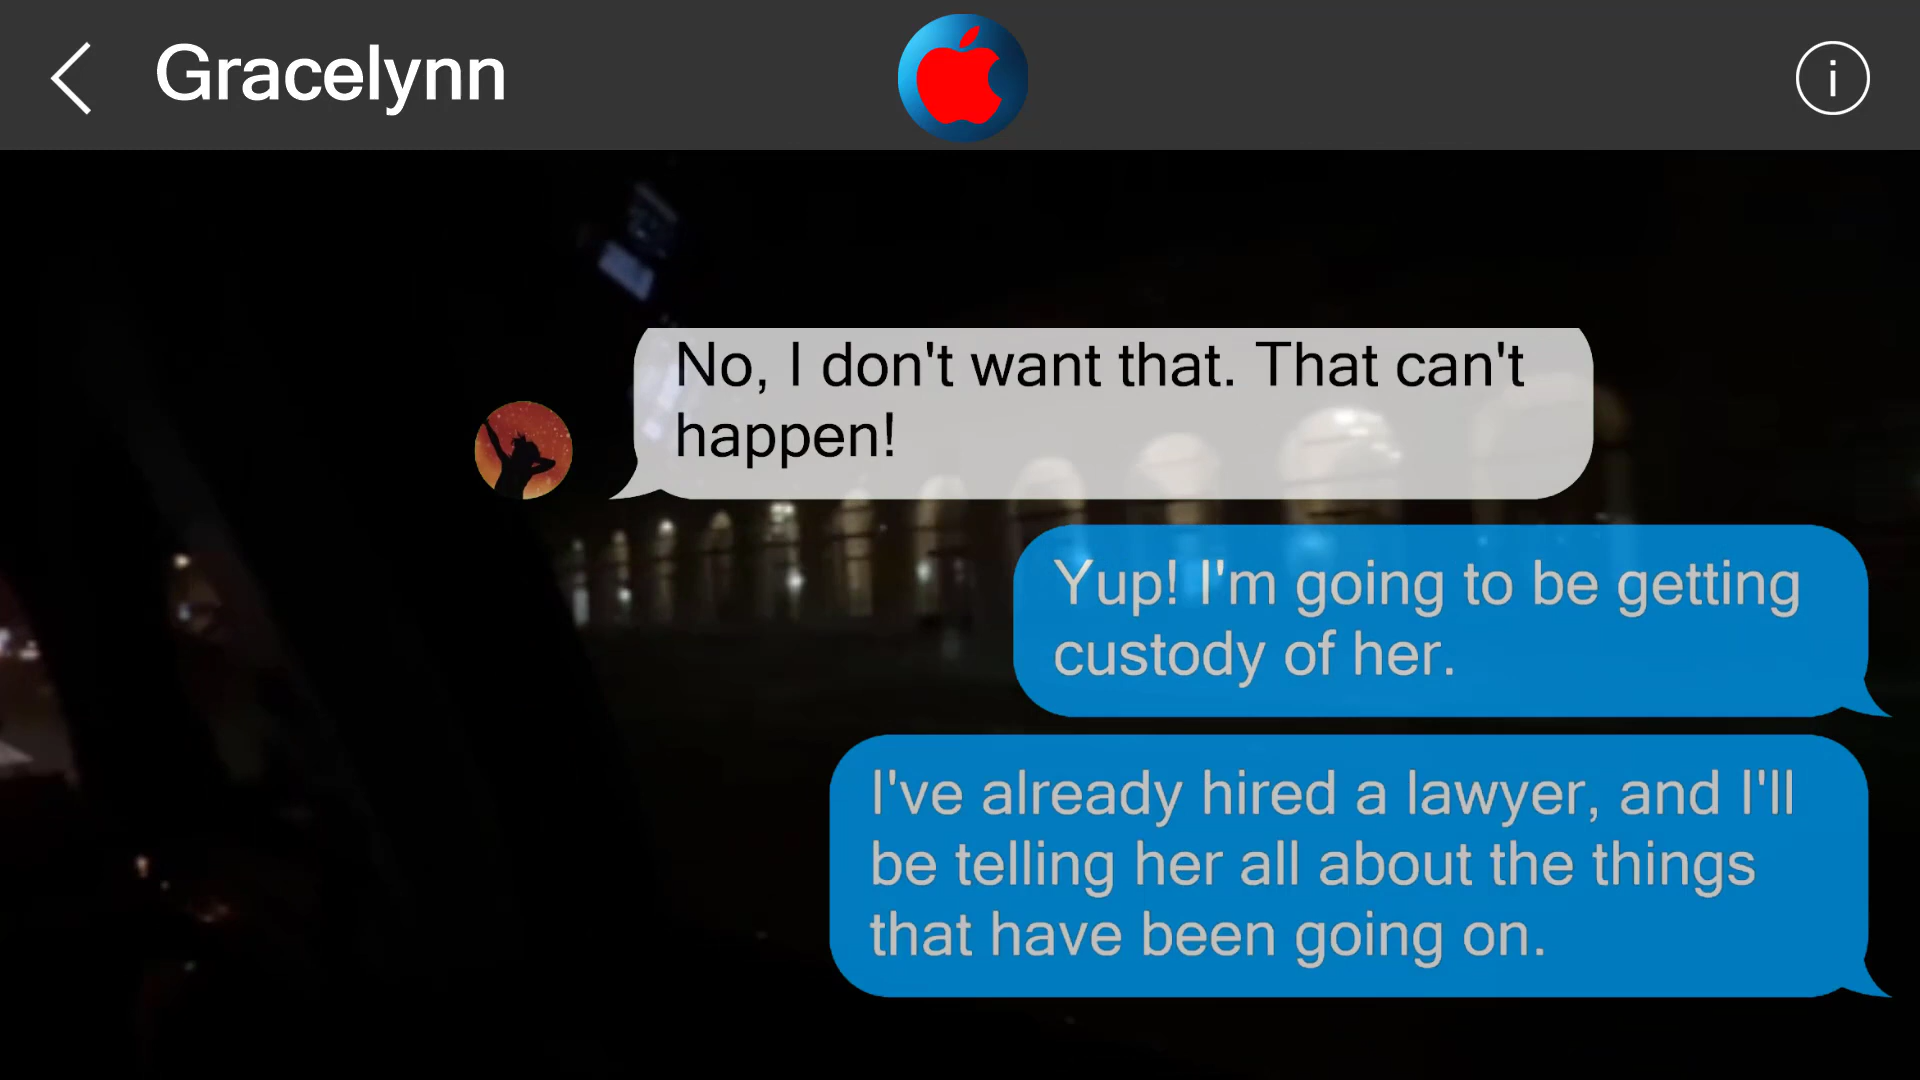 Gracelynn
i
No, I don't want that. That can't
happen!
Yup! I'm going to be getting
custody of her.
I've already hired a lawyer, and I'll
be telling her all about the things
that have been going on.